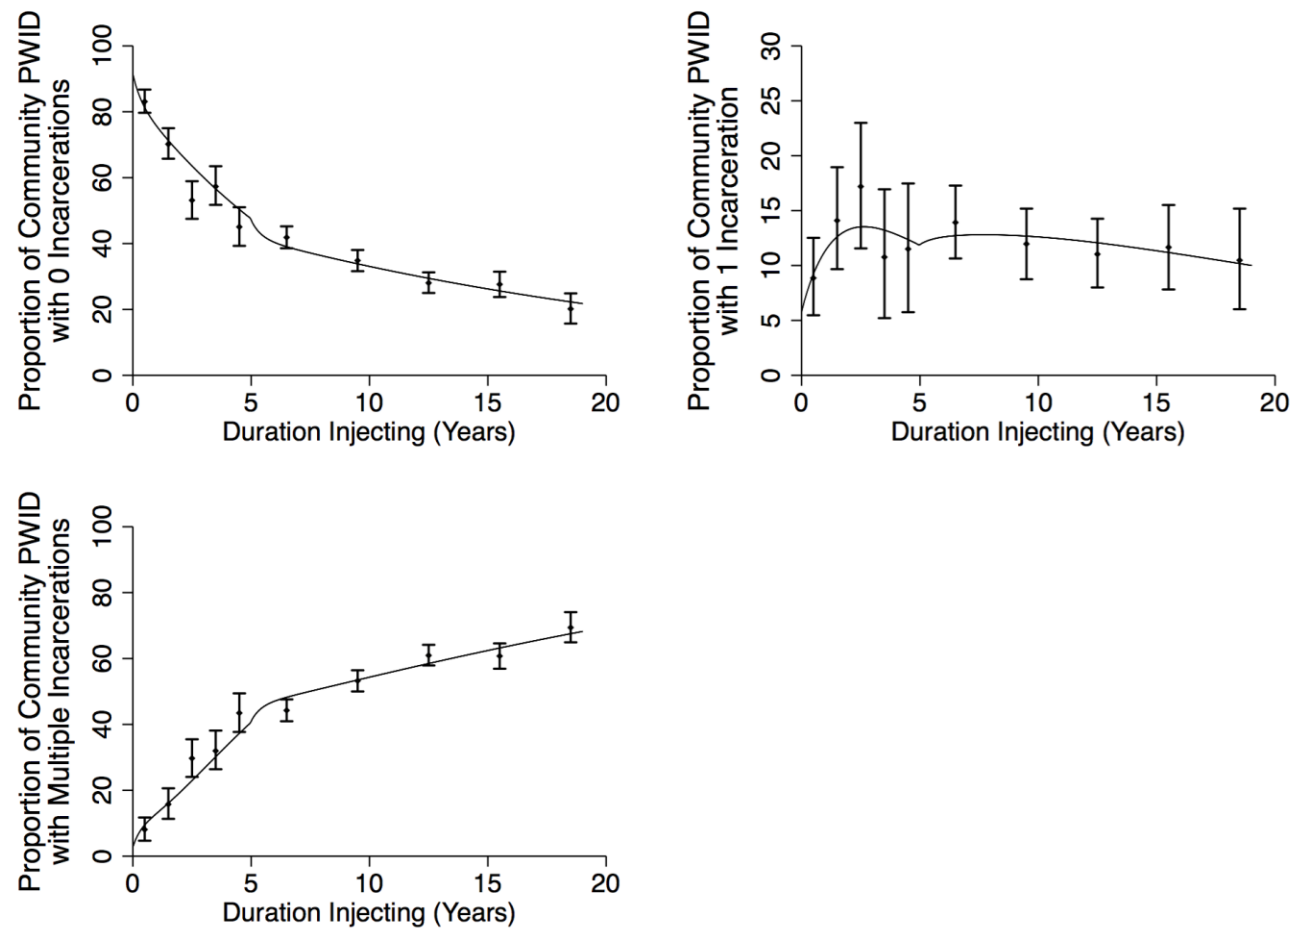 Proportion of Community PWID
with 0 Incarcerations
100
80
60
40
20
0
0 5 10 15 20
Duration Injecting (Years)
Proportion of Community PWID
with 1 Incarceration
30
25
20
15
10
5
0
0 5 10 15 20
Duration Injecting (Years)
Proportion of Community PWID
with Multiple Incarcerations
100
80
60
40
20
0
0 5 10 15 20
Duration Injecting (Years)